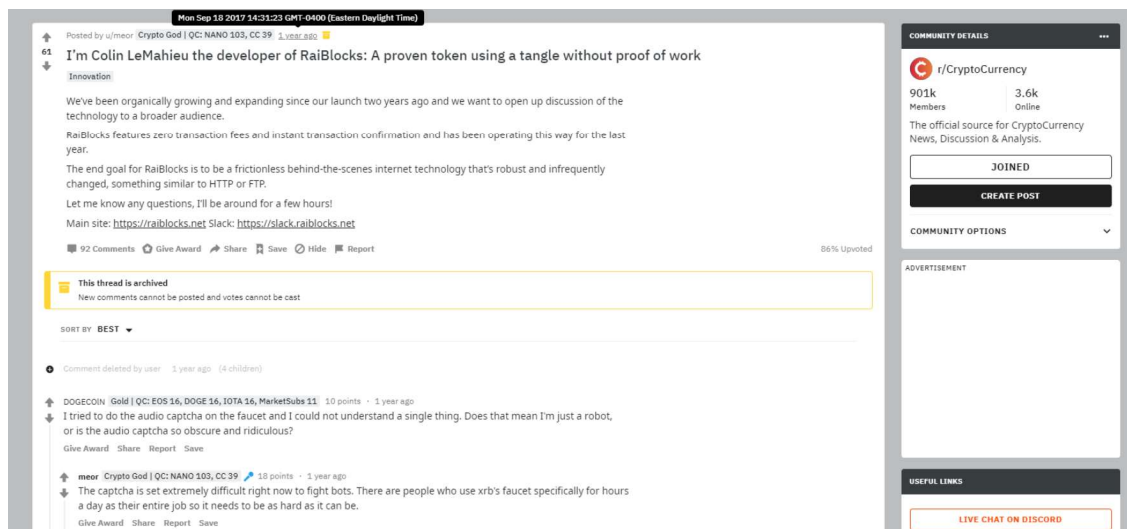 Mon Sep 18 2017 14:31:23 GMT-0400 (Eastern Daylight Time)
Posted by u/meor Crypto God | QC: NANO 103, CC 39 1 year ago
61
I'm Colin LeMahieu the developer of RaiBlocks: A proven token using a tangle without proof of work
Innovation
We've been organically growing and expanding since our launch two years ago and we want to open up discussion of the
technology to a broader audience.
RaiBlocks features zero transaction fees and instant transaction confirmation and has been operating this way for the last
year.
The end goal for RaiBlocks is to be a frictionless behind-the-scenes internet technology that's robust and infrequently
changed, something similar to HTTP or FTP.
Let me know any questions, I'll be around for a few hours!
Main site: https://raiblocks.net Slack: https://slack.raiblocks.net
92 Comments Give Award Share Save Hide Report 86% Upvoted
This thread is archived
New comments cannot be posted and votes cannot be cast
SORT BY BEST
Comment deleted by user 1 year ago (4 children)
DOGECOIN Gold | QC: EOS 16, DOGE 16, IOTA 16, MarketSubs 11 10 points · 1 year ago
I tried to do the audio captcha on the faucet and I could not understand a single thing. Does that mean I'm just a robot,
or is the audio captcha so obscure and ridiculous?
Give Award Share Report Save
meor Crypto God | QC: NANO 103, CC 39 18 points · 1 year ago
The captcha is set extremely difficult right now to fight bots. There are people who use xrb's faucet specifically for hours
a day as their entire job so it needs to be as hard as it can be.
Give Award Share Report Save
COMMUNITY DETAILS
r/CryptoCurrency
901k 3.6k
Members Online
The official source for CryptoCurrency
News, Discussion & Analysis.
JOINED
CREATE POST
COMMUNITY OPTIONS
ADVERTISEMENT
USEFUL LINKS
LIVE CHAT ON DISCORD